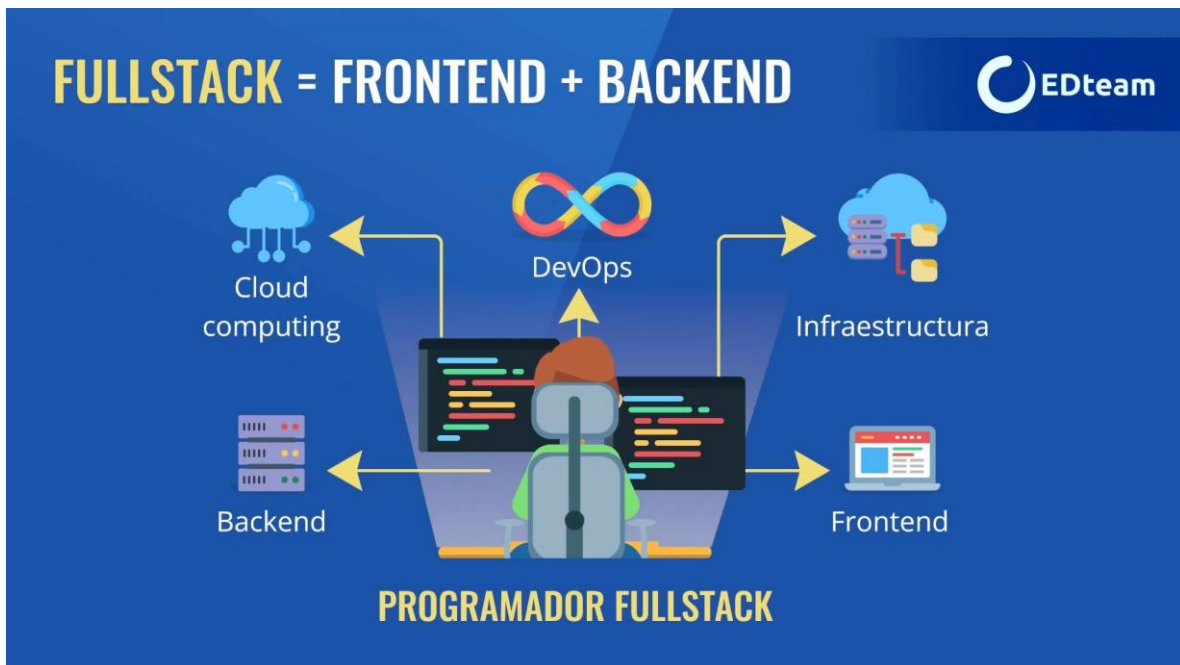 FULLSTACK = FRONTEND + BACKEND
EDteam
Cloud
computing
DevOps
Infraestructura
Backend
Frontend
PROGRAMADOR FULLSTACK